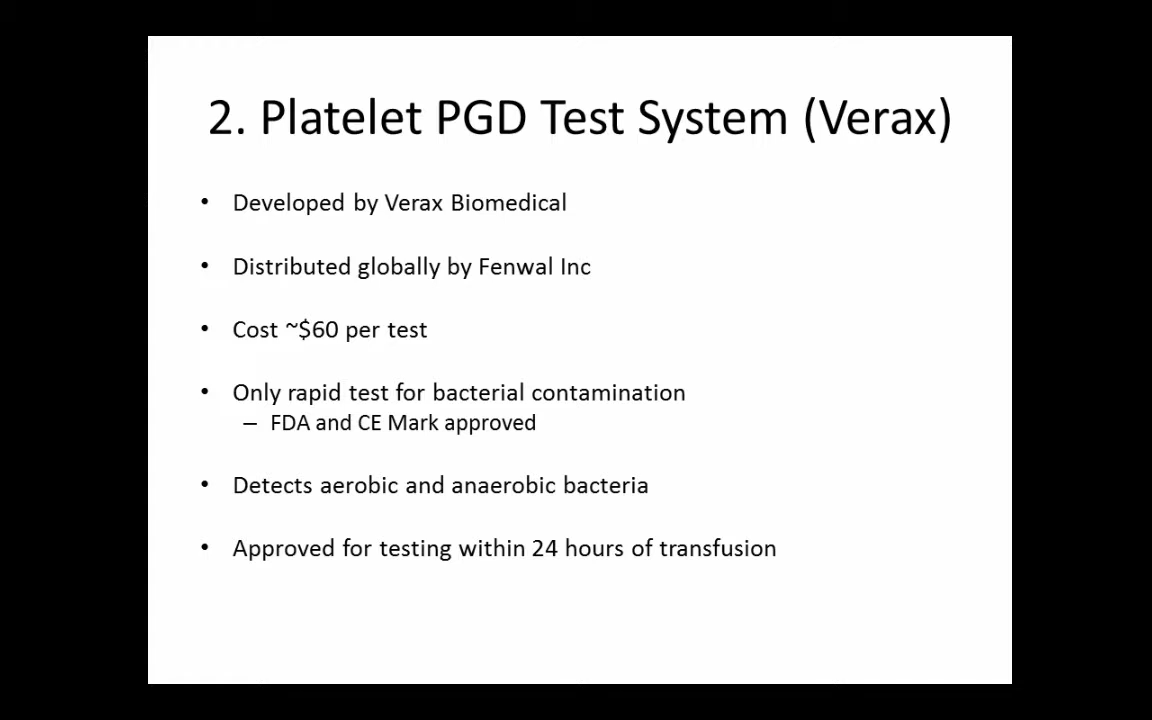 2. Platelet PGD Test System (Verax)
• Developed by Verax Biomedical
• Distributed globally by Fenwal Inc
• Cost ~$60 per test
• Only rapid test for bacterial contamination
– FDA and CE Mark approved
• Detects aerobic and anaerobic bacteria
• Approved for testing within 24 hours of transfusion